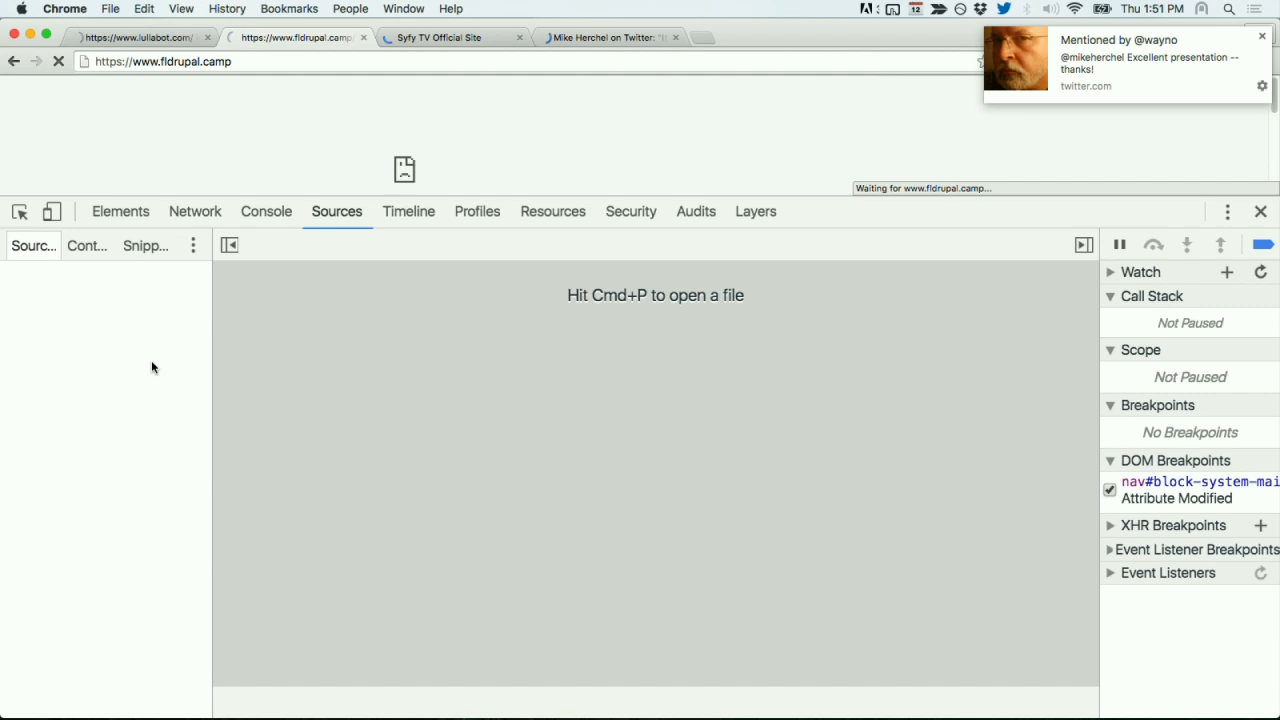 Chrome File Edit View History Bookmarks People Window Help 12 Thu 1:51 PM
https://www.lullabot.com/ https://www.fldrupal.camp/ Syfy TV Official Site Mike Herchel on Twitter: "
https://www.fldrupal.camp
Mentioned by @wayno
@mikeherchel Excellent presentation --
thanks!
twitter.com
Waiting for www.fldrupal.camp...
Elements Network Console Sources Timeline Profiles Resources Security Audits Layers
Sourc... Cont... Snipp...
Hit Cmd+P to open a file
Watch
Call Stack
Not Paused
Scope
Not Paused
Breakpoints
No Breakpoints
DOM Breakpoints
nav#block-system-mai
Attribute Modified
XHR Breakpoints
Event Listener Breakpoints
Event Listeners